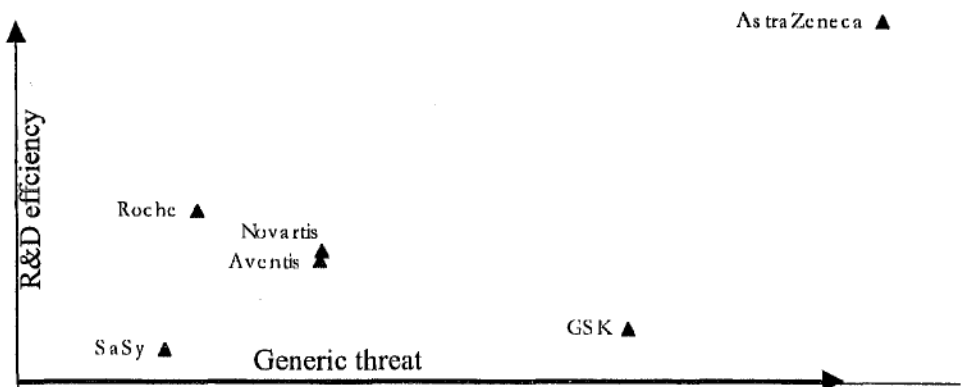 AstraZeneca
R&D effciency
Roche
Novartis
Aventis
GSK
SaSy
Generic threat